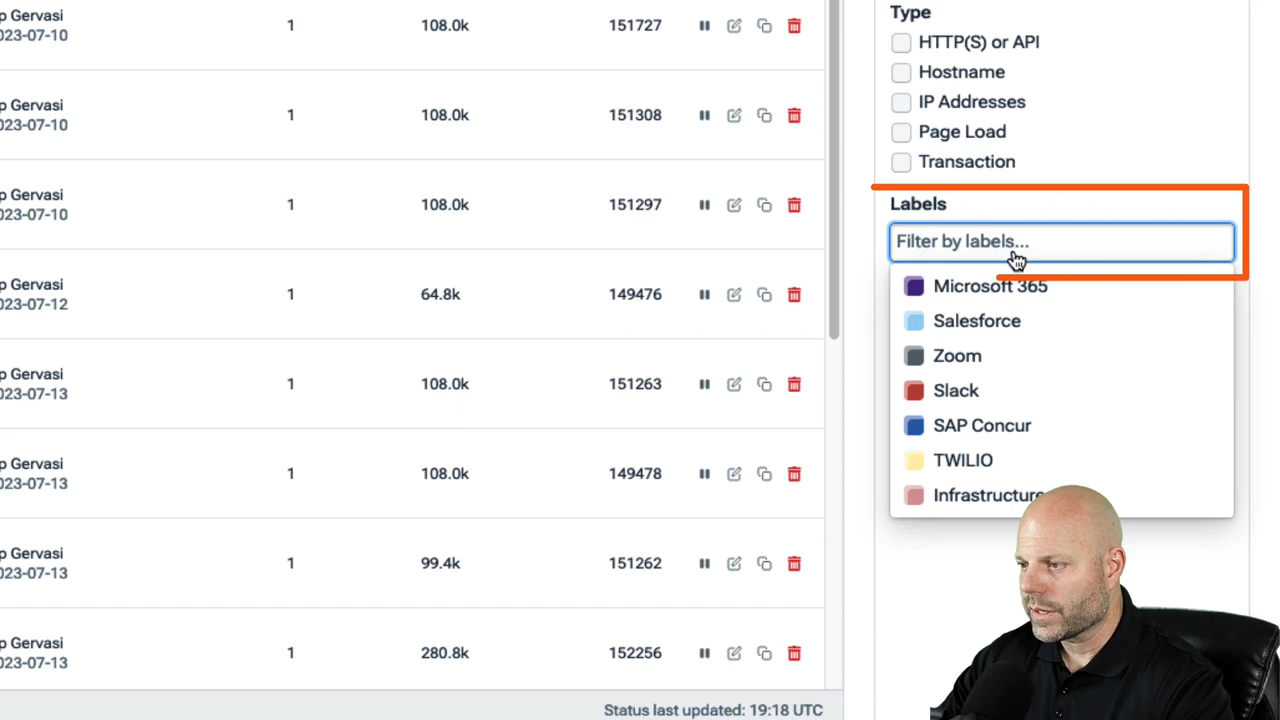 p Gervasi
023-07-10
1
108.0k
151727
p Gervasi
023-07-10
1
108.0k
151308
p Gervasi
023-07-10
1
108.0k
151297
p Gervasi
023-07-12
1
64.8k
149476
p Gervasi
023-07-13
1
108.0k
151263
p Gervasi
023-07-13
1
108.0k
149478
p Gervasi
023-07-13
1
99.4k
151262
p Gervasi
023-07-13
1
280.8k
152256
Status last updated: 19:18 UTC
Type
HTTP(S) or API
Hostname
IP Addresses
Page Load
Transaction
Labels
Filter by labels...
Microsoft 365
Salesforce
Zoom
Slack
SAP Concur
TWILIO
Infrastructure